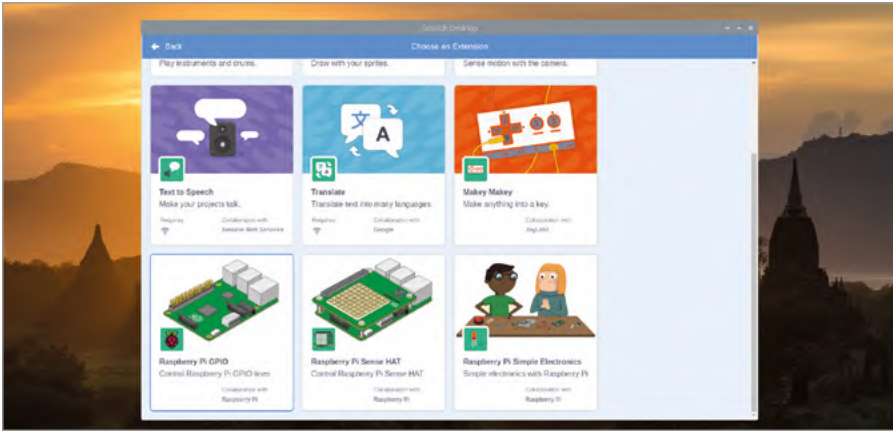 Scratch Desktop
Back
Choose an Extension
Play instruments and drums.
Draw with your sprites.
Sense motion with the camera.
文
A
Text to Speech
Make your projects talk.
Requires
Collaboration with
Amazon Web Services
Translate
Translate text into many languages.
Requires
Collaboration with
Google
Makey Makey
Make anything into a key.
Collaboration with
JoyLabz
Raspberry Pi GPIO
Control Raspberry Pi GPIO lines
Collaboration with
Raspberry Pi
Raspberry Pi Sense HAT
Control Raspberry Pi Sense HAT
Collaboration with
Raspberry Pi
Raspberry Pi Simple Electronics
Simple electronics with Raspberry Pi
Collaboration with
Raspberry Pi